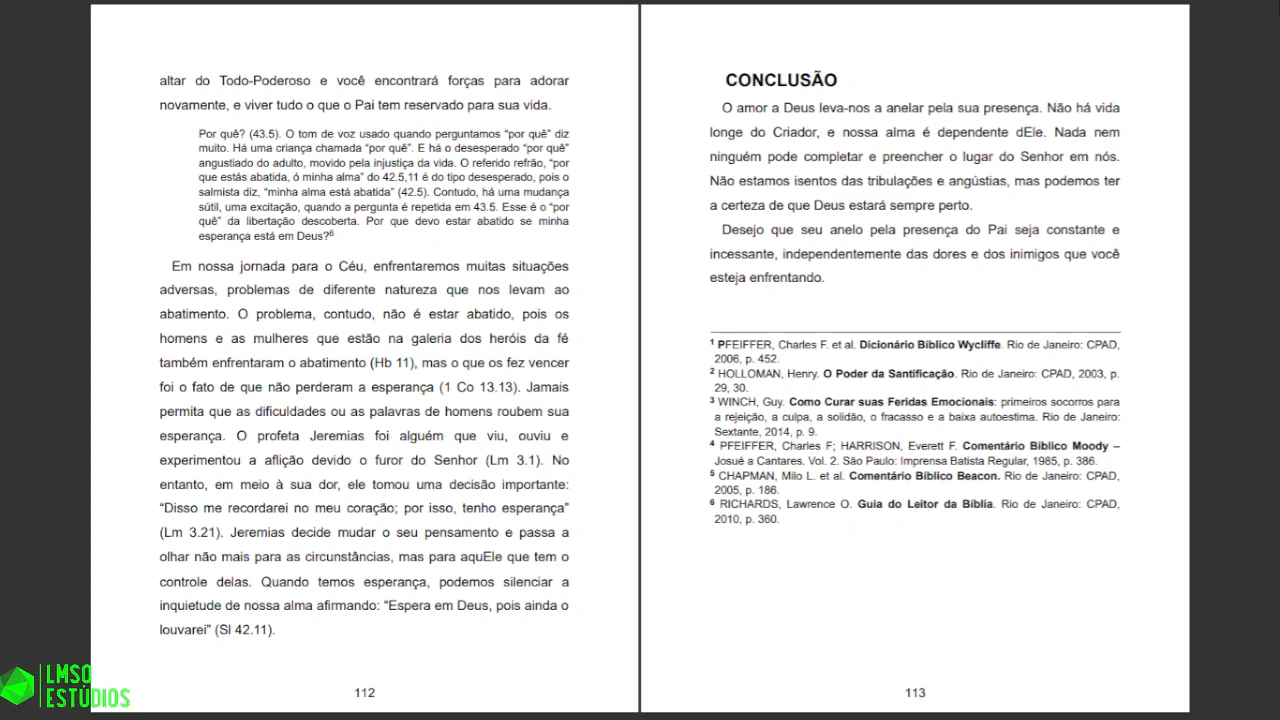 altar do Todo-Poderoso e você encontrará forças para adorar
novamente, e viver tudo o que o Pai tem reservado para sua vida.
Por quê? (43.5). O tom de voz usado quando perguntamos “por quê” diz
muito. Há uma criança chamada “por quê”. E há o desesperado “por quê”
angustiado do adulto, movido pela injustiça da vida. O referido refrão, “por
que estás abatida, ó minha alma” do 42.5,11 é do tipo desesperado, pois o
salmista diz, “minha alma está abatida” (42.5). Contudo, há uma mudança
sútil, uma excitação, quando a pergunta é repetida em 43.5. Esse é o “por
quê” da libertação descoberta. Por que devo estar abatido se minha
esperança está em Deus?⁶
Em nossa jornada para o Céu, enfrentaremos muitas situações
adversas, problemas de diferente natureza que nos levam ao
abatimento. O problema, contudo, não é estar abatido, pois os
homens e as mulheres que estão na galeria dos heróis da fé
também enfrentaram o abatimento (Hb 11), mas o que os fez vencer
foi o fato de que não perderam a esperança (1 Co 13.13). Jamais
permita que as dificuldades ou as palavras de homens roubem sua
esperança. O profeta Jeremias foi alguém que viu, ouviu e
experimentou a aflição devido o furor do Senhor (Lm 3.1). No
entanto, em meio à sua dor, ele tomou uma decisão importante:
“Disso me recordarei no meu coração; por isso, tenho esperança”
(Lm 3.21). Jeremias decide mudar o seu pensamento e passa a
olhar não mais para as circunstâncias, mas para aquEle que tem o
controle delas. Quando temos esperança, podemos silenciar a
inquietude de nossa alma afirmando: “Espera em Deus, pois ainda o
louvarei” (Sl 42.11).
112
CONCLUSÃO
O amor a Deus leva-nos a anelar pela sua presença. Não há vida
longe do Criador, e nossa alma é dependente dEle. Nada nem
ninguém pode completar e preencher o lugar do Senhor em nós.
Não estamos isentos das tribulações e angústias, mas podemos ter
a certeza de que Deus estará sempre perto.
Desejo que seu anelo pela presença do Pai seja constante e
incessante, independentemente das dores e dos inimigos que você
esteja enfrentando.
¹ PFEIFFER, Charles F. et al. Dicionário Bíblico Wycliffe. Rio de Janeiro: CPAD,
2006, p. 452.
² HOLLOMAN, Henry. O Poder da Santificação. Rio de Janeiro: CPAD, 2003, p.
29, 30.
³ WINCH, Guy. Como Curar suas Feridas Emocionais: primeiros socorros para
a rejeição, a culpa, a solidão, o fracasso e a baixa autoestima. Rio de Janeiro:
Sextante, 2014, p. 9.
⁴ PFEIFFER, Charles F; HARRISON, Everett F. Comentário Bíblico Moody –
Josué a Cantares. Vol. 2. São Paulo: Imprensa Batista Regular, 1985, p. 386.
⁵ CHAPMAN, Milo L. et al. Comentário Bíblico Beacon. Rio de Janeiro: CPAD,
2005, p. 186.
⁶ RICHARDS, Lawrence O. Guia do Leitor da Bíblia. Rio de Janeiro: CPAD,
2010, p. 360.
113
LMSO
ESTÚDIOS